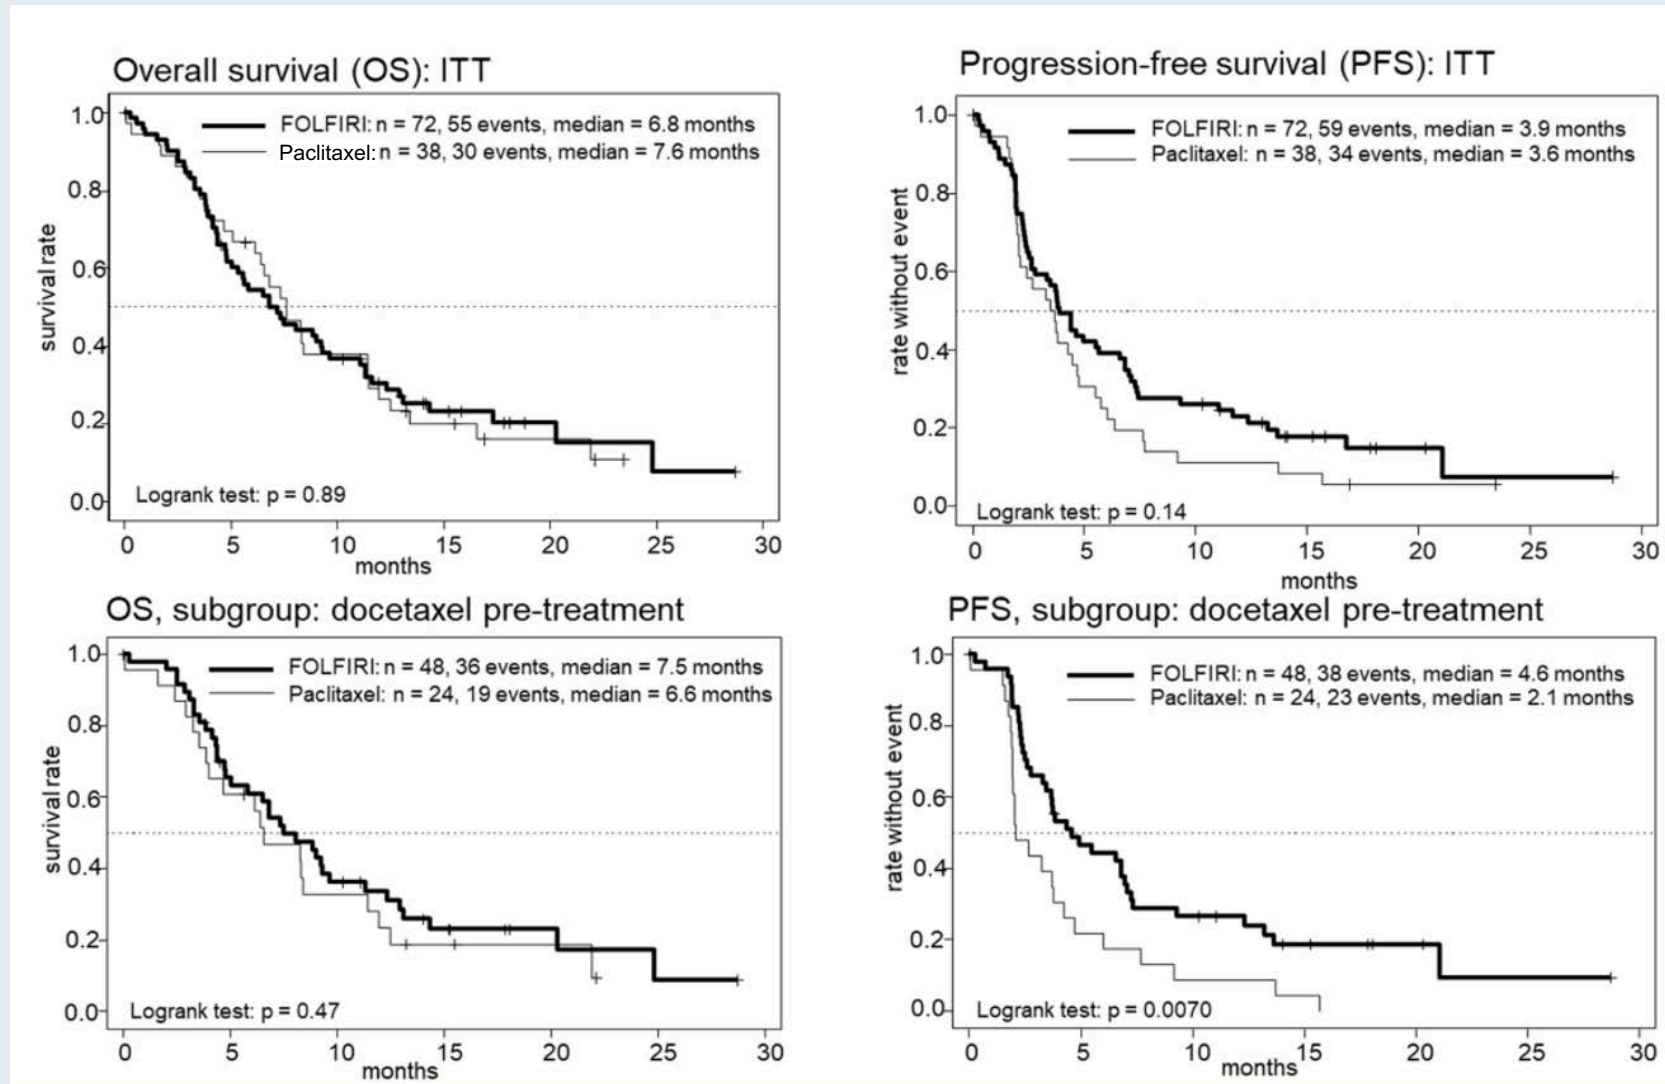 Overall survival (OS): ITT
FOLFIRI: n = 72, 55 events, median = 6.8 months
Paclitaxel: n = 38, 30 events, median = 7.6 months
survival rate
1.0
0.8
0.6
0.4
0.2
0.0
Logrank test: p = 0.89
0 5 10 15 20 25 30
months
Progression-free survival (PFS): ITT
FOLFIRI: n = 72, 59 events, median = 3.9 months
Paclitaxel: n = 38, 34 events, median = 3.6 months
rate without event
1.0
0.8
0.6
0.4
0.2
0.0
Logrank test: p = 0.14
0 5 10 15 20 25 30
months
OS, subgroup: docetaxel pre-treatment
FOLFIRI: n = 48, 36 events, median = 7.5 months
Paclitaxel: n = 24, 19 events, median = 6.6 months
survival rate
1.0
0.8
0.6
0.4
0.2
0.0
Logrank test: p = 0.47
0 5 10 15 20 25 30
months
PFS, subgroup: docetaxel pre-treatment
FOLFIRI: n = 48, 38 events, median = 4.6 months
Paclitaxel: n = 24, 23 events, median = 2.1 months
rate without event
1.0
0.8
0.6
0.4
0.2
0.0
Logrank test: p = 0.0070
0 5 10 15 20 25 30
months